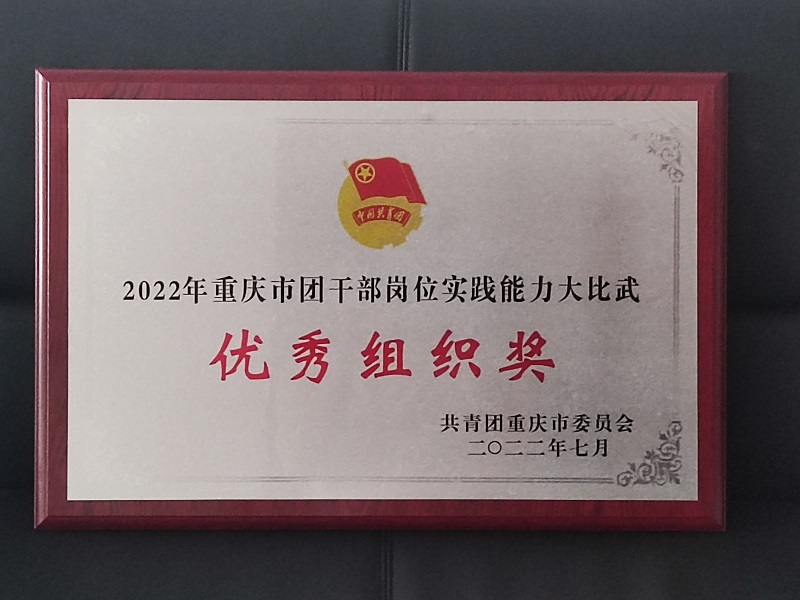 中国共青团
2022年重庆市团干部岗位实践能力大比武
优秀组织奖
共青团重庆市委员会
二〇二二年七月